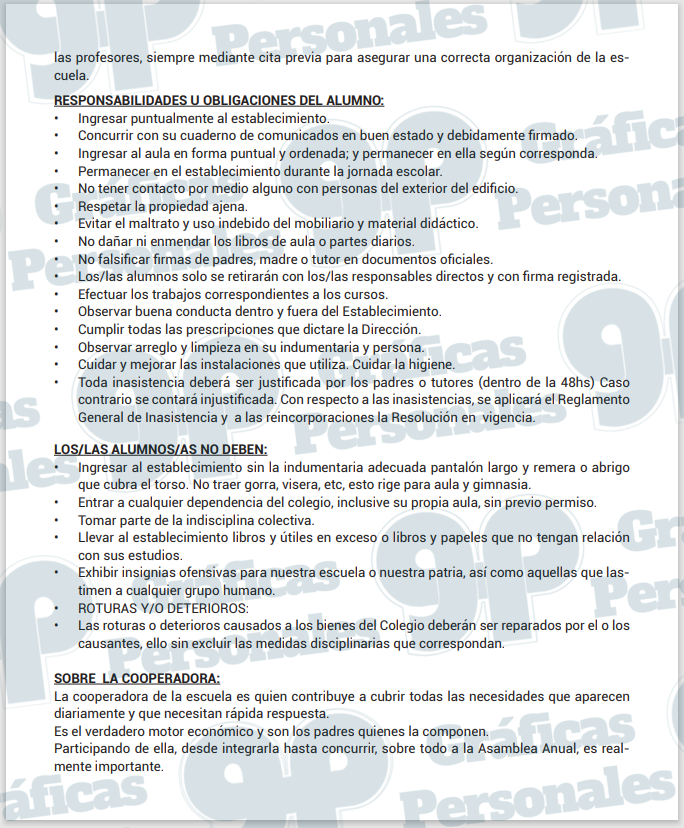 las profesores, siempre mediante cita previa para asegurar una correcta organización de la es-
cuela.
RESPONSABILIDADES U OBLIGACIONES DEL ALUMNO:
• Ingresar puntualmente al establecimiento.
• Concurrir con su cuaderno de comunicados en buen estado y debidamente firmado.
• Ingresar al aula en forma puntual y ordenada; y permanecer en ella según corresponda.
• Permanecer en el establecimiento durante la jornada escolar.
• No tener contacto por medio alguno con personas del exterior del edificio.
• Respetar la propiedad ajena.
• Evitar el maltrato y uso indebido del mobiliario y material didáctico.
• No dañar ni enmendar los libros de aula o partes diarios.
• No falsificar firmas de padres, madre o tutor en documentos oficiales.
• Los/las alumnos solo se retirarán con los/las responsables directos y con firma registrada.
• Efectuar los trabajos correspondientes a los cursos.
• Observar buena conducta dentro y fuera del Establecimiento.
• Cumplir todas las prescripciones que dictare la Dirección.
• Observar arreglo y limpieza en su indumentaria y persona.
• Cuidar y mejorar las instalaciones que utiliza. Cuidar la higiene.
• Toda inasistencia deberá ser justificada por los padres o tutores (dentro de la 48hs) Caso
contrario se contará injustificada. Con respecto a las inasistencias, se aplicará el Reglamento
General de Inasistencia y a las reincorporaciones la Resolución en vigencia.
LOS/LAS ALUMNOS/AS NO DEBEN:
• Ingresar al establecimiento sin la indumentaria adecuada pantalón largo y remera o abrigo
que cubra el torso. No traer gorra, visera, etc, esto rige para aula y gimnasia.
• Entrar a cualquier dependencia del colegio, inclusive su propia aula, sin previo permiso.
• Tomar parte de la indisciplina colectiva.
• Llevar al establecimiento libros y útiles en exceso o libros y papeles que no tengan relación
con sus estudios.
• Exhibir insignias ofensivas para nuestra escuela o nuestra patria, así como aquellas que las-
timen a cualquier grupo humano.
• ROTURAS Y/O DETERIOROS:
• Las roturas o deterioros causados a los bienes del Colegio deberán ser reparados por el o los
causantes, ello sin excluir las medidas disciplinarias que correspondan.
SOBRE LA COOPERADORA:
La cooperadora de la escuela es quien contribuye a cubrir todas las necesidades que aparecen
diariamente y que necesitan rápida respuesta.
Es el verdadero motor económico y son los padres quienes la componen.
Participando de ella, desde integrarla hasta concurrir, sobre todo a la Asamblea Anual, es real-
mente importante.
gp Gráficas Personales